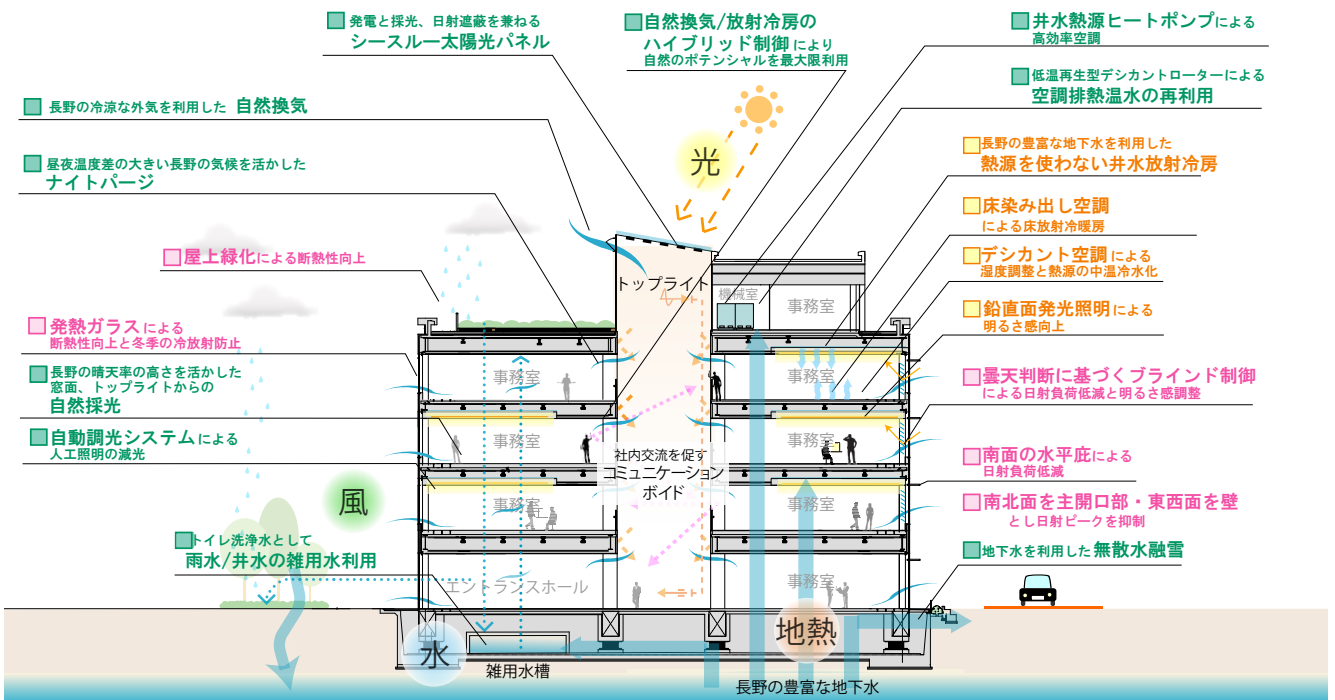 発電と採光、日射遮蔽を兼ねる
シースルー太陽光パネル
自然換気/放射冷房の
ハイブリッド制御により
自然のポテンシャルを最大限利用
井水熱源ヒートポンプによる
高効率空調
低温再生型デシカントローターによる
空調排熱温水の再利用
長野の冷涼な外気を利用した 自然換気
昼夜温度差の大きい長野の気候を活かした
ナイトパージ
屋上緑化による断熱性向上
発熱ガラスによる
断熱性向上と冬季の冷放射防止
長野の晴天率の高さを活かした
窓面、トップライトからの
自然採光
自動調光システムによる
人工照明の減光
トイレ洗浄水として
雨水/井水の雑用水利用
長野の豊富な地下水を利用した
熱源を使わない井水放射冷房
床染み出し空調
による床放射冷暖房
デシカント空調による
湿度調整と熱源の中温冷水化
鉛直面発光照明による
明るさ感向上
曇天判断に基づくブラインド制御
による日射負荷低減と明るさ感調整
南面の水平庇による
日射負荷低減
南北面を主開口部・東西面を壁
とし日射ピークを抑制
地下水を利用した無散水融雪
光
風
水
地熱
トップライト
機械室
事務室
事務室
事務室
事務室
事務室
事務室
事務室
事務室
社内交流を促す
コミュニケーション
ボイド
エントランスホール
雑用水槽
長野の豊富な地下水